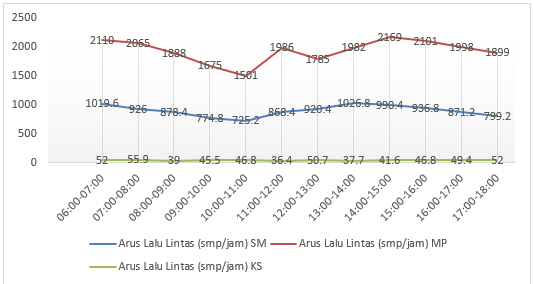 2500
2000
1500
1000
500
0
2110 2065 1888 1675 1501 1986 1785 1982 2169 2101 1998 1899
1019.6 926 878.4 774.8 725.2 868.4 920.4 1026.8 990.4 936.8 871.2 799.2
52 55.9 39 45.5 46.8 36.4 50.7 37.7 41.6 46.8 49.4 52
06:00-07:00 07:00-08:00 08:00-09:00 09:00-10:00 10:00-11:00 11:00-12:00 12:00-13:00 13:00-14:00 14:00-15:00 15:00-16:00 16:00-17:00 17:00-18:00
Arus Lalu Lintas (smp/jam) SM Arus Lalu Lintas (smp/jam) MP
Arus Lalu Lintas (smp/jam) KS